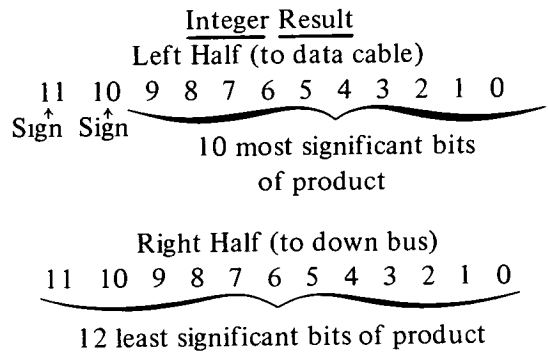 Integer Result
Left Half (to data cable)
11 10 9 8 7 6 5 4 3 2 1 0
Sign Sign
10 most significant bits
of product
Right Half (to down bus)
11 10 9 8 7 6 5 4 3 2 1 0
12 least significant bits of product